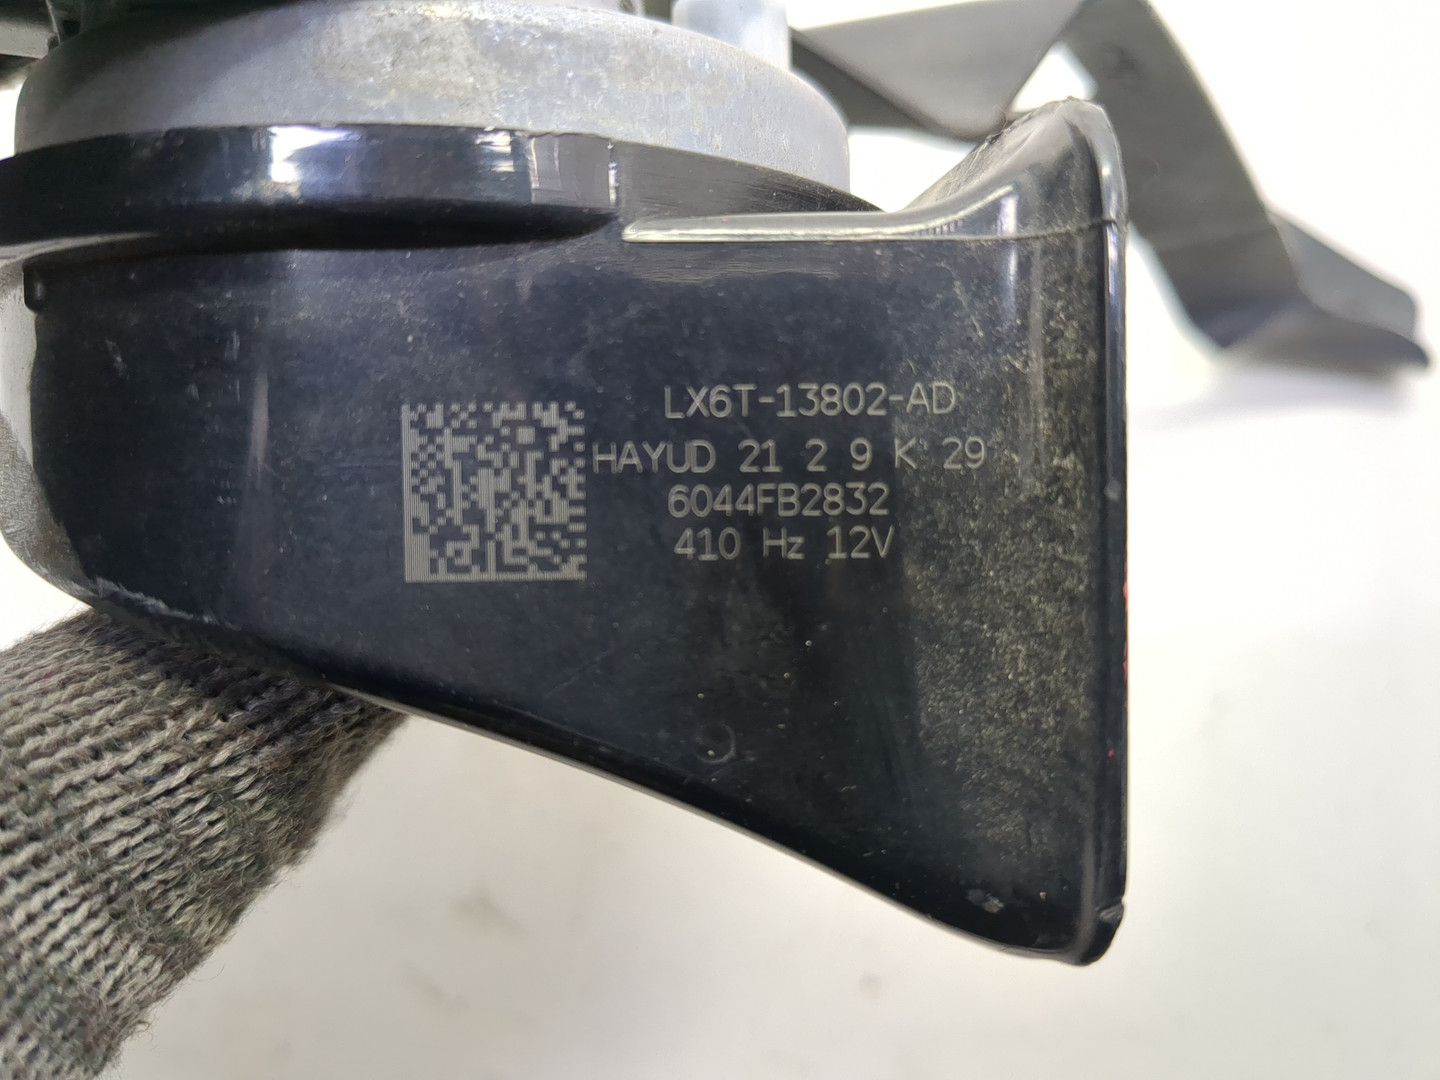 LX6T-13802-AD
HAYUD 21 2 9 K 29
6044FB2832
410 Hz 12V